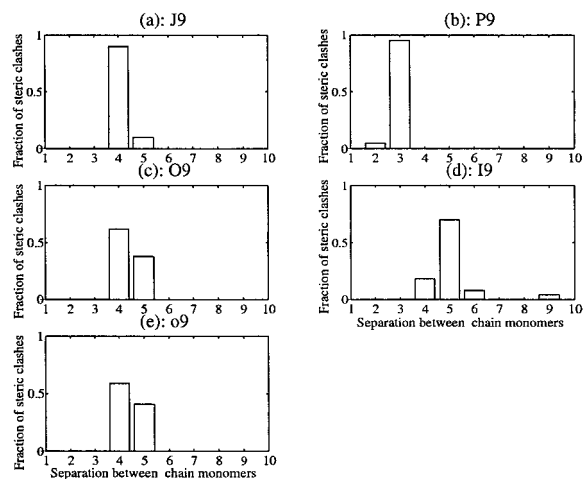 (a): J9
Fraction of steric clashes
1
0.5
0
1 2 3 4 5 6 7 8 9 10
(b): P9
Fraction of steric clashes
1
0.5
0
1 2 3 4 5 6 7 8 9 10
(c): O9
Fraction of steric clashes
1
0.5
0
1 2 3 4 5 6 7 8 9 10
(d): I9
Fraction of steric clashes
1
0.5
0
1 2 3 4 5 6 7 8 9 10
Separation between chain monomers
(e): o9
Fraction of steric clashes
1
0.5
0
1 2 3 4 5 6 7 8 9 10
Separation between chain monomers